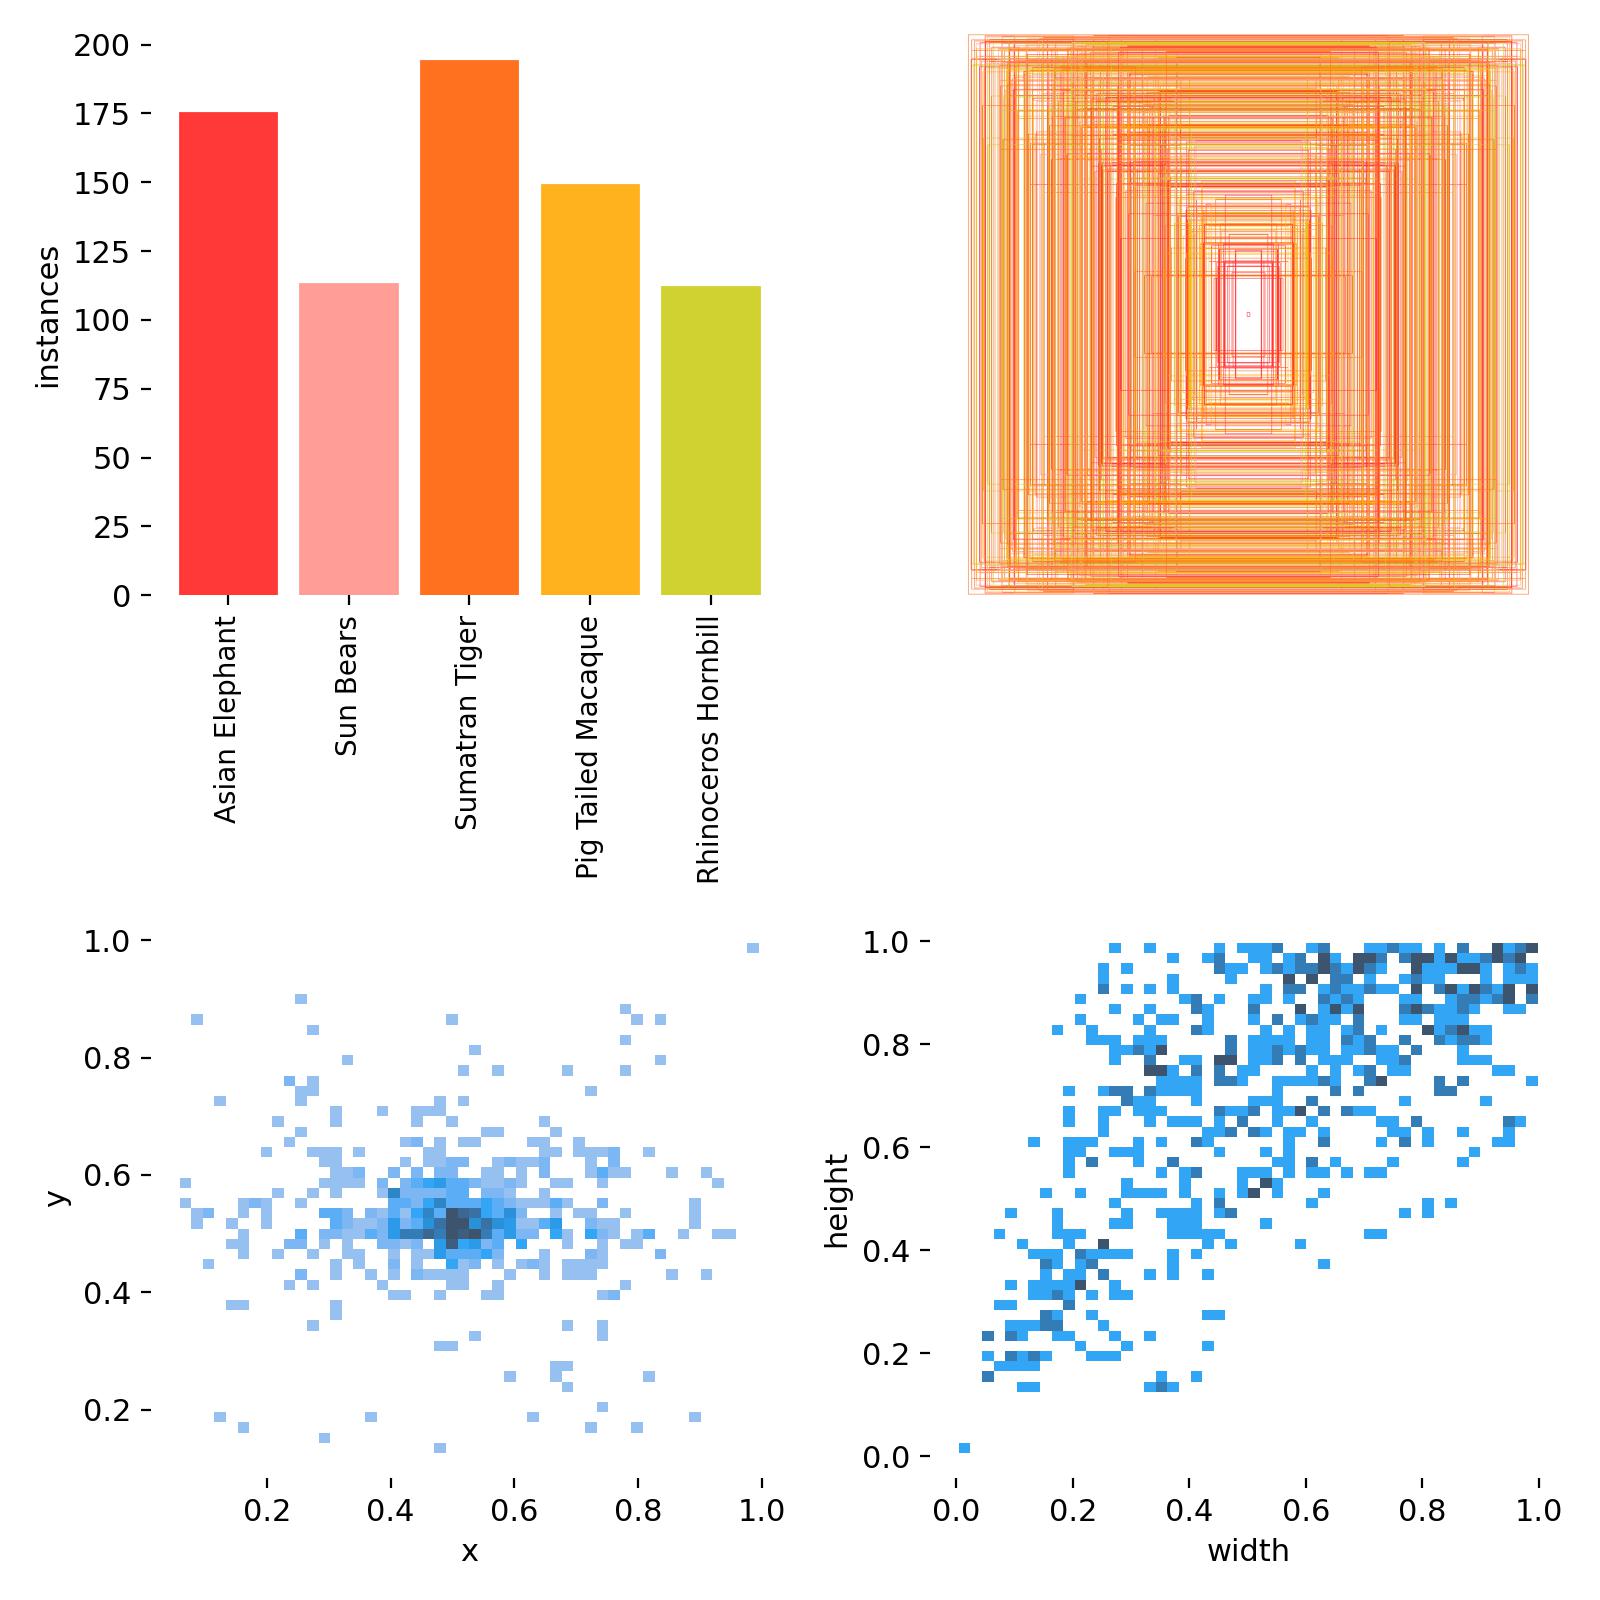 200
175
150
125
100
75
50
25
0
instances
Asian Elephant
Sun Bears
Sumatran Tiger
Pig Tailed Macaque
Rhinoceros Hornbill
1.0
0.8
0.6
0.4
0.2
y
0.2 0.4 0.6 0.8 1.0
x
1.0
0.8
0.6
0.4
0.2
0.0
height
0.0 0.2 0.4 0.6 0.8 1.0
width